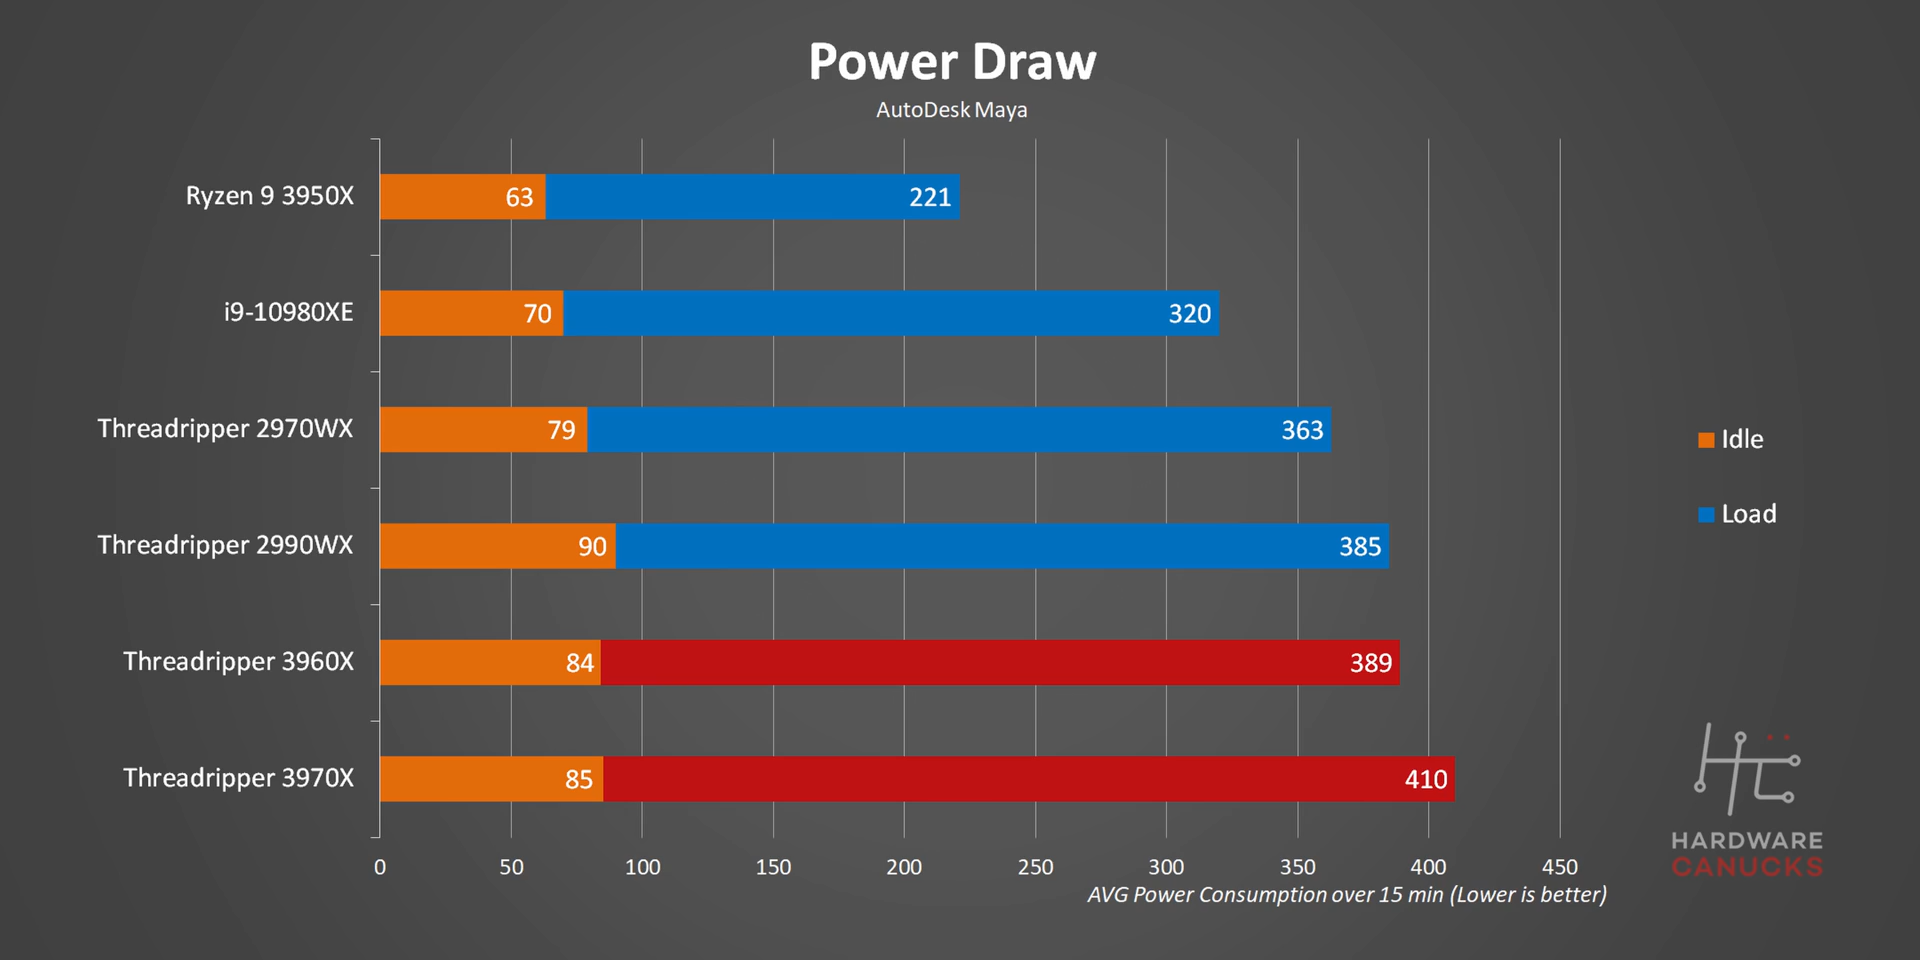 Power Draw
AutoDesk Maya
Ryzen 9 3950X 63 221
i9-10980XE 70 320
Threadripper 2970WX 79 363
Threadripper 2990WX 90 385
Threadripper 3960X 84 389
Threadripper 3970X 85 410
0 50 100 150 200 250 300 350 400 450
AVG Power Consumption over 15 min (Lower is better)
Idle
Load
HARDWARE
CANUCKS